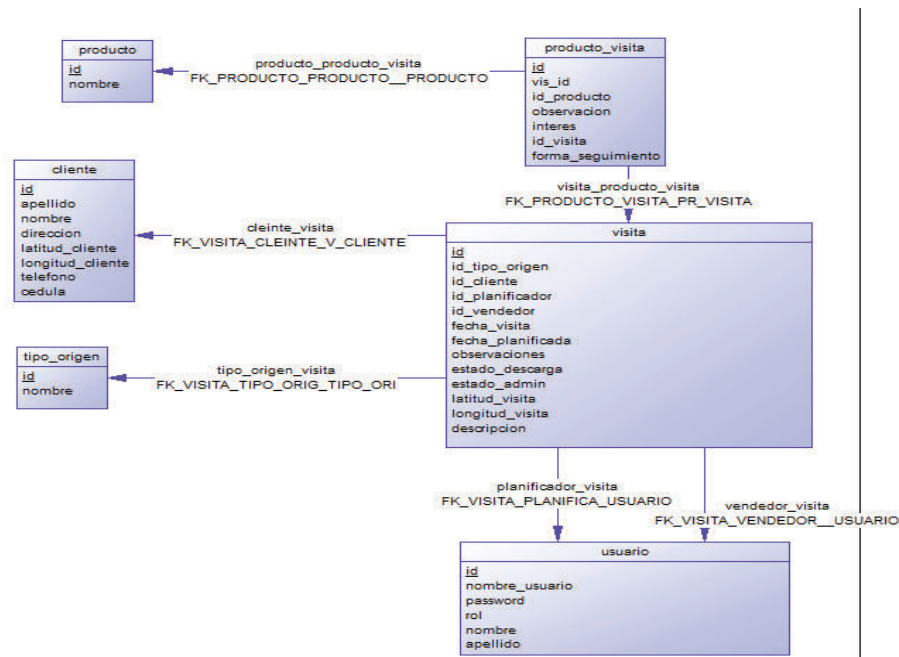 producto
id
nombre
producto_producto_visita
FK_PRODUCTO_PRODUCTO__PRODUCTO
producto_visita
id
vis_id
id_producto
observacion
interes
id_visita
forma_seguimiento
cliente
id
apellido
nombre
direccion
latitud_cliente
longitud_cliente
telefono
cedula
visita_producto_visita
FK_PRODUCTO_VISITA_PR_VISITA
cleinte_visita
FK_VISITA_CLEINTE_V_CLIENTE
visita
id
id_tipo_origen
id_cliente
id_planificador
id_vendedor
fecha_visita
fecha_planificada
observaciones
estado_descarga
estado_admin
latitud_visita
longitud_visita
descripcion
tipo_origen
id
nombre
tipo_origen_visita
FK_VISITA_TIPO_ORIG_TIPO_ORI
planificador_visita
FK_VISITA_PLANIFICA_USUARIO
vendedor_visita
FK_VISITA_VENDEDOR__USUARIO
usuario
id
nombre_usuario
password
rol
nombre
apellido